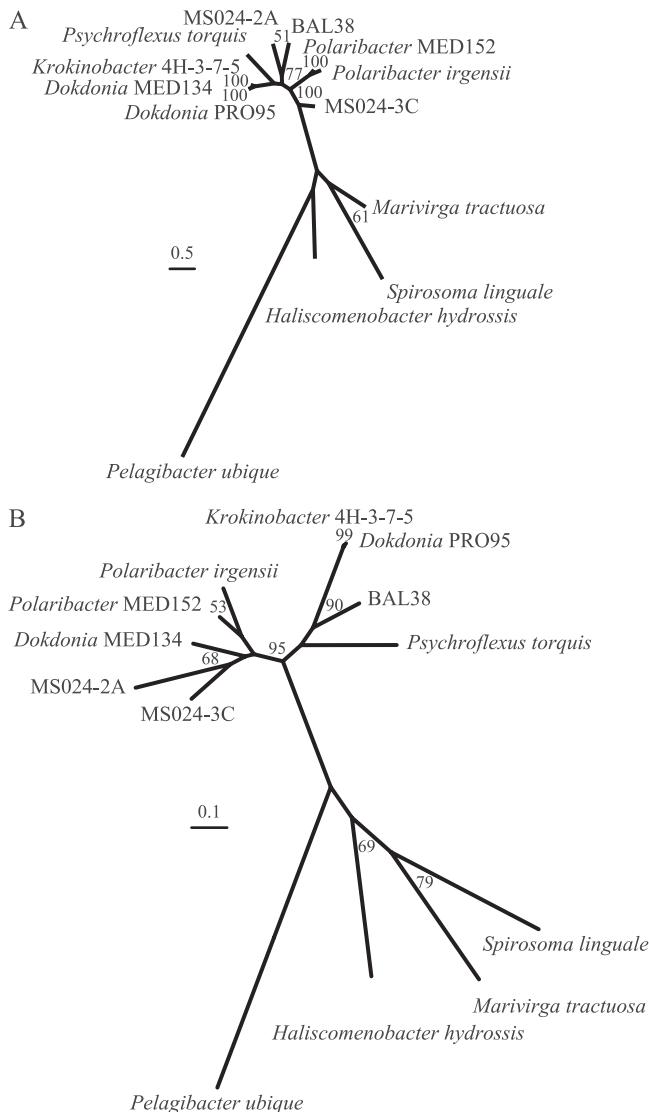 A
MS024-2A
BAL38
51
Psychroflexus torquis
Polaribacter MED152
100
77
Krokinobacter 4H-3-7-5
Polaribacter irgensii
100
Dokdonia MED134
100
100
Dokdonia PRO95
MS024-3C
Marivirga tractuosa
61
0.5
Spirosoma linguale
Haliscomenobacter hydrossis
Pelagibacter ubique
B
Krokinobacter 4H-3-7-5
99
Dokdonia PRO95
Polaribacter irgensii
Polaribacter MED152
53
90
BAL38
Dokdonia MED134
95
Psychroflexus torquis
68
MS024-2A
MS024-3C
0.1
69
79
Spirosoma linguale
Marivirga tractuosa
Haliscomenobacter hydrossis
Pelagibacter ubique